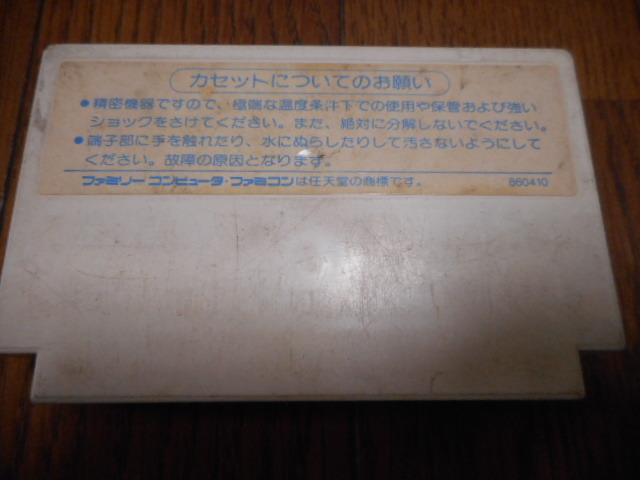 カセットについてのお願い
●精密機器ですので、極端な温度条件下での使用や保管および強い
ショックをさけてください。また、絶対に分解しないでください。
●端子部に手を触れたり、水にぬらしたりして汚さないようにして
ください。故障の原因となります。
ファミリーコンピュータ・ファミコンは任天堂の商標です。 860410